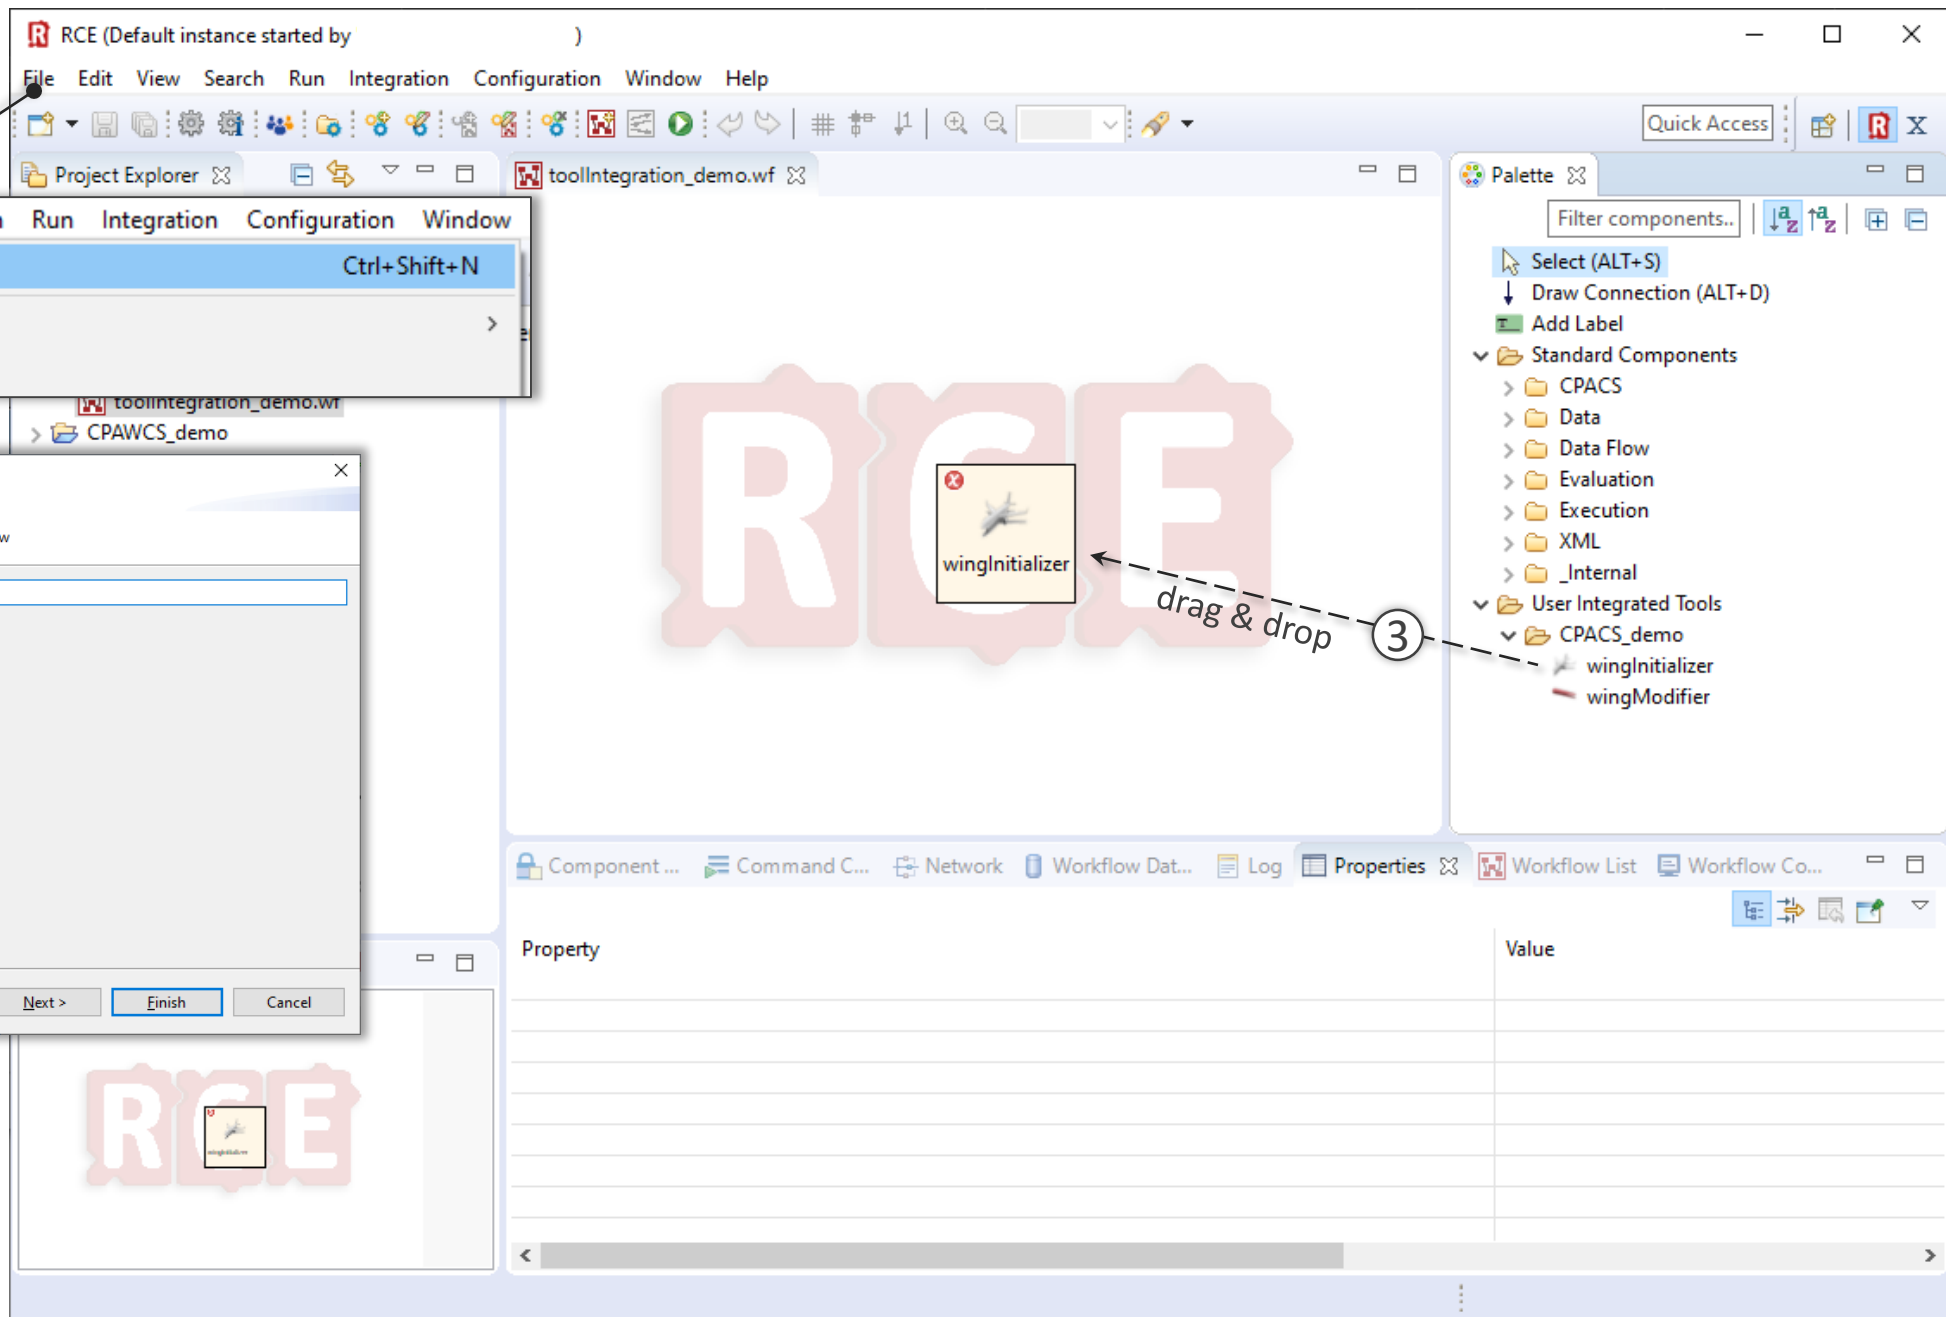 RCE (Default instance started by )
File Edit View Search Run Integration Configuration Window Help
Quick Access
Project Explorer
toolIntegration_demo.wf
Palette
Run Integration Configuration Window
Ctrl+Shift+N
toolIntegration_demo.wf
CPAWCS_demo
Next > Finish Cancel
RCE
wingInitializer
drag & drop
3
Filter components..
Select (ALT+S)
Draw Connection (ALT+D)
Add Label
Standard Components
CPACS
Data
Data Flow
Evaluation
Execution
XML
_Internal
User Integrated Tools
CPACS_demo
wingInitializer
wingModifier
Component ... Command C... Network Workflow Dat... Log Properties Workflow List Workflow Co...
Property Value
RCE
wingInitializer